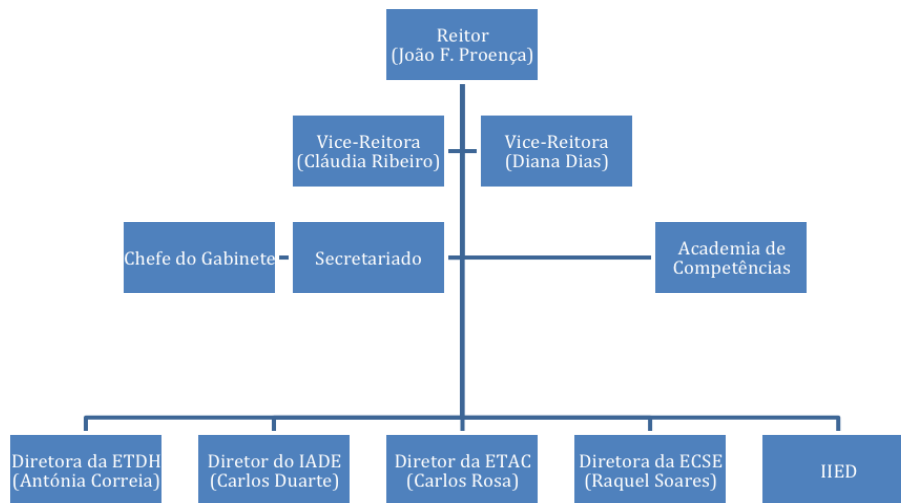 Reitor
(João F. Proença)
Vice-Reitora
(Cláudia Ribeiro)
Vice-Reitora
(Diana Dias)
Chefe do Gabinete
Secretariado
Academia de
Competências
Diretora da ETDH
(Antónia Correia)
Diretor do IADE
(Carlos Duarte)
Diretor da ETAC
(Carlos Rosa)
Diretora da ECSE
(Raquel Soares)
IIED